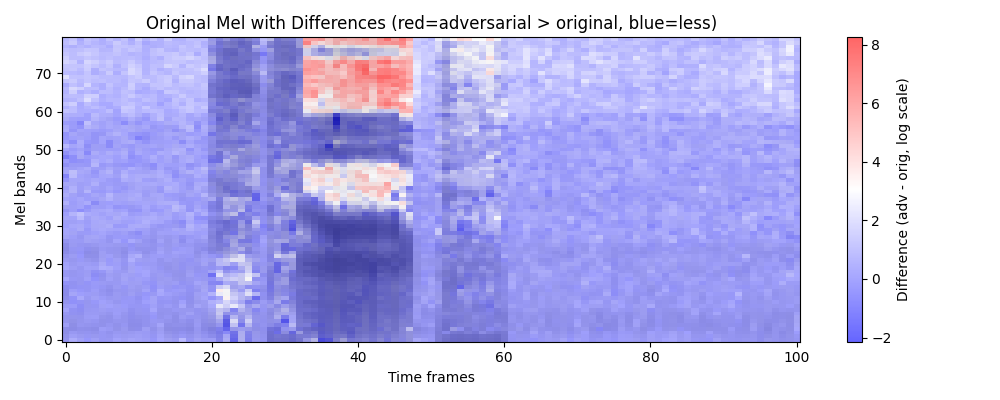 Original Mel with Differences (red=adversarial > original, blue=less)
Mel bands
70
60
50
40
30
20
10
0
0 20 40 60 80 100
Time frames
8
6
4
2
0
−2
Difference (adv - orig, log scale)